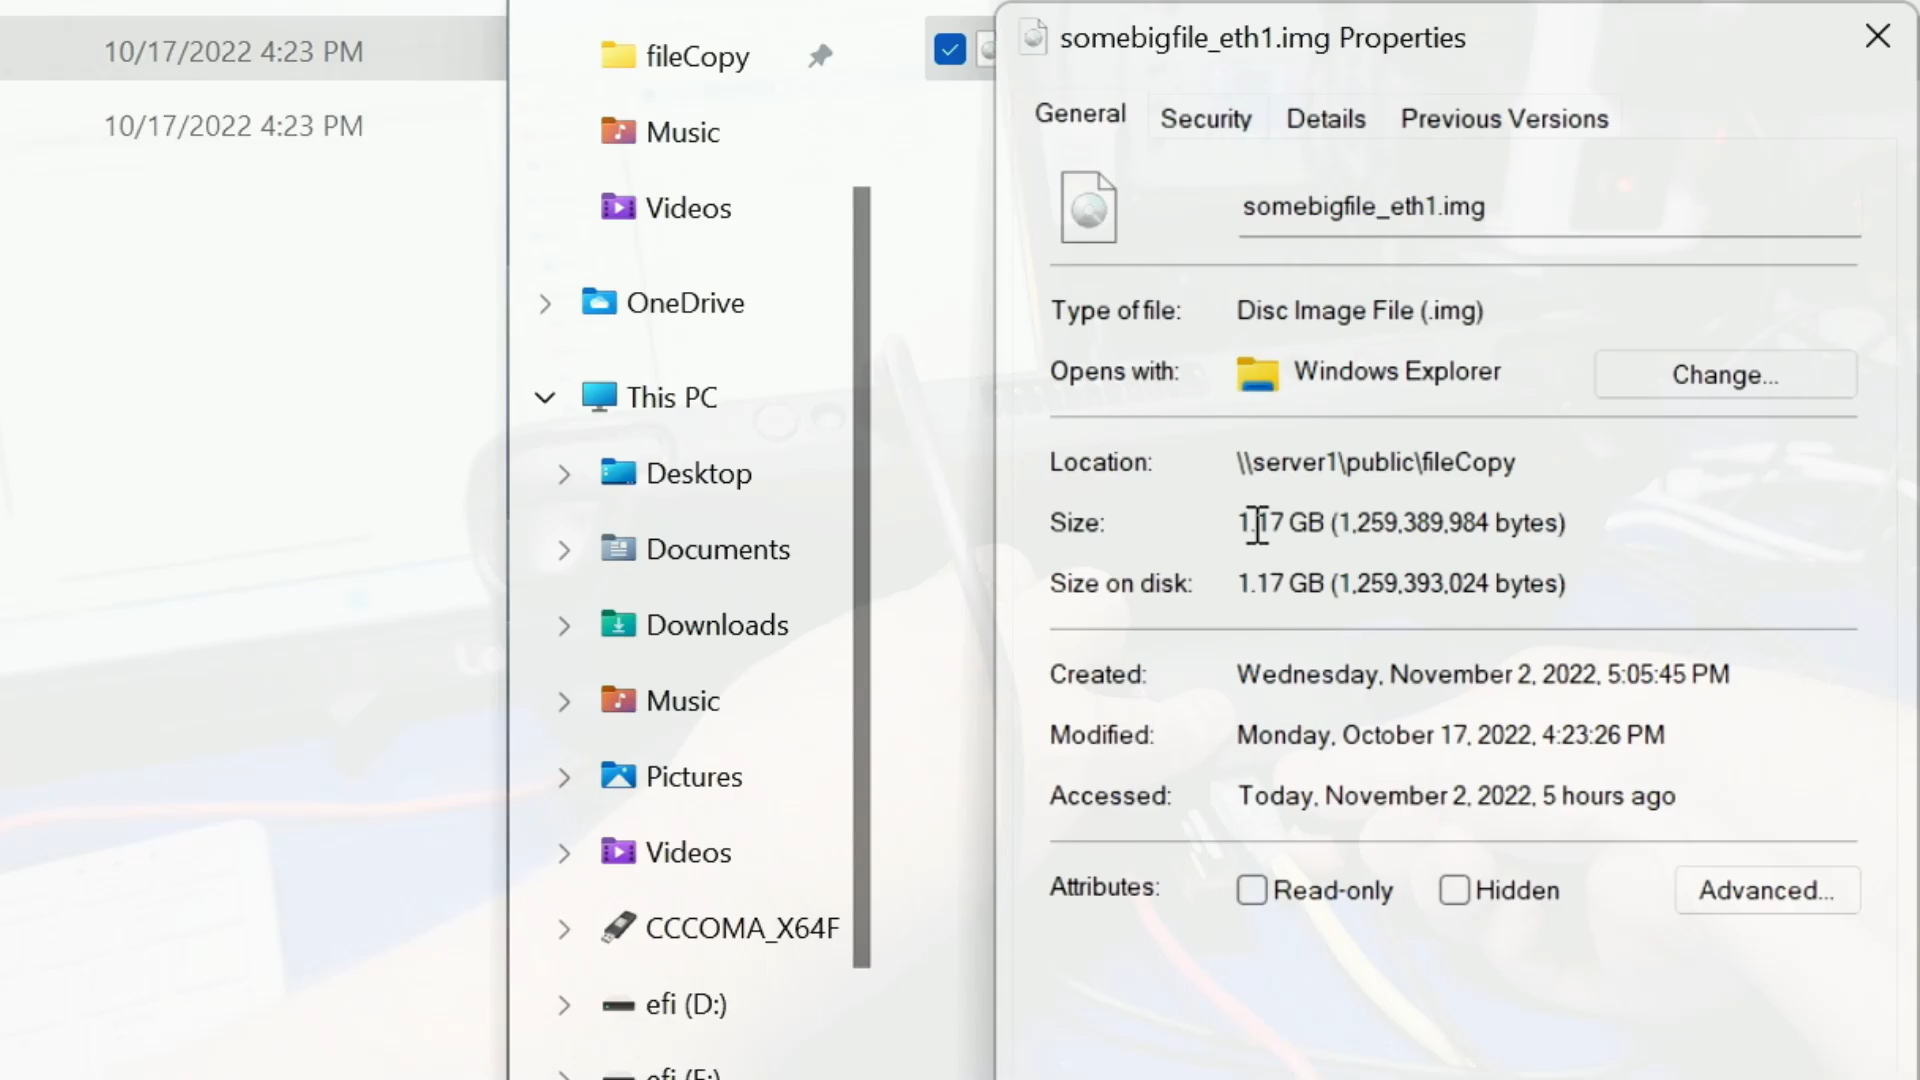 10/17/2022 4:23 PM
10/17/2022 4:23 PM
fileCopy
Music
Videos
OneDrive
This PC
Desktop
Documents
Downloads
Music
Pictures
Videos
CCCOMA_X64F
efi (D:)
somebigfile_eth1.img Properties
General
Security
Details
Previous Versions
somebigfile_eth1.img
Type of file: Disc Image File (.img)
Opens with: Windows Explorer
Change...
Location: \\server1\public\fileCopy
Size: 1.17 GB (1,259,389,984 bytes)
Size on disk: 1.17 GB (1,259,393,024 bytes)
Created: Wednesday, November 2, 2022, 5:05:45 PM
Modified: Monday, October 17, 2022, 4:23:26 PM
Accessed: Today, November 2, 2022, 5 hours ago
Attributes: Read-only Hidden
Advanced...